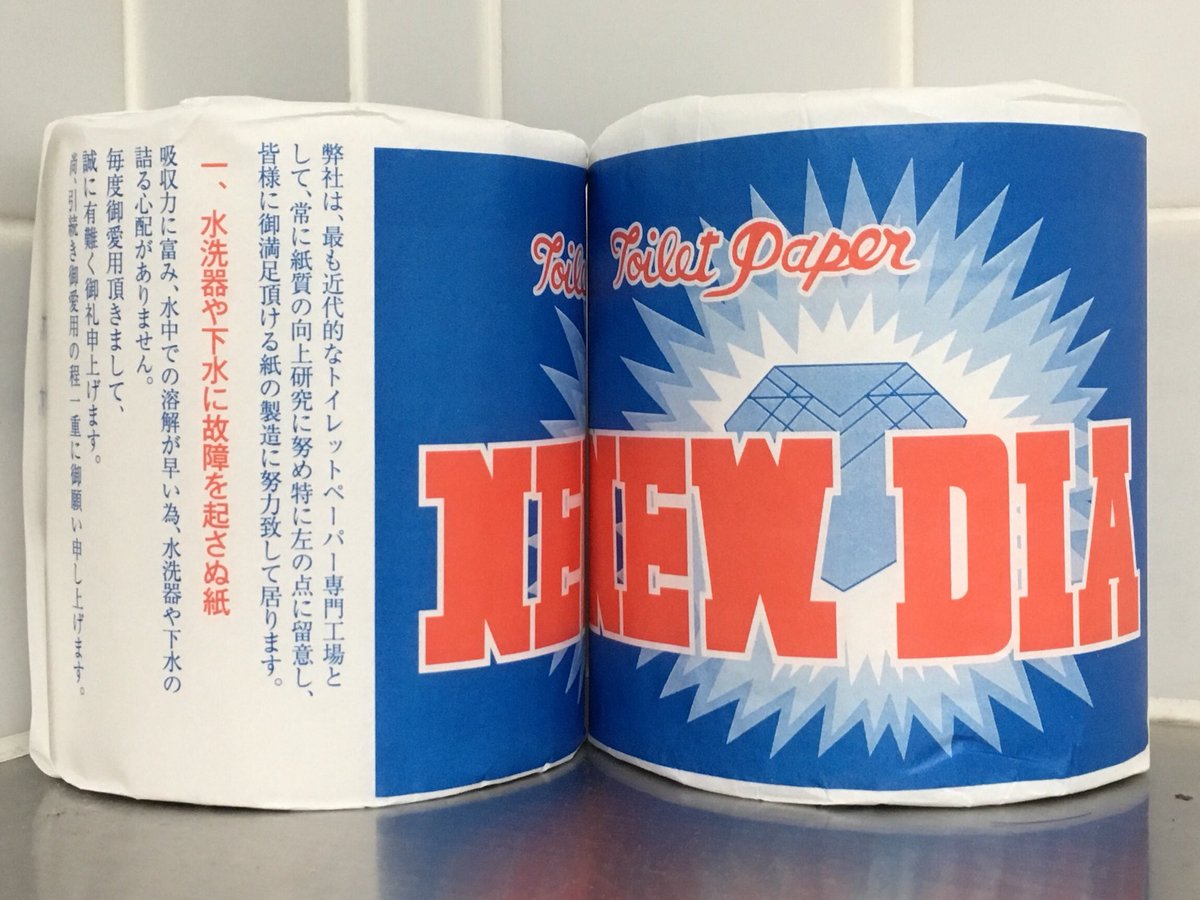 弊社は、最も近代的なトイレットペーパー専門工場と
して、常に紙質の向上研究に努め特に左の点に留意し、
皆様に御満足頂ける紙の製造に努力致して居ります。
一、水洗器や下水に故障を起さぬ紙
吸収力に富み、水中での溶解が早い為、水洗器や下水の
詰る心配がありません。
毎度御愛用頂きまして、
誠に有難く御礼申上げます。
尚、引続き御愛用の程一重に御願い申し上げます。
Toile
NE
Toilet Paper
NEW DIA